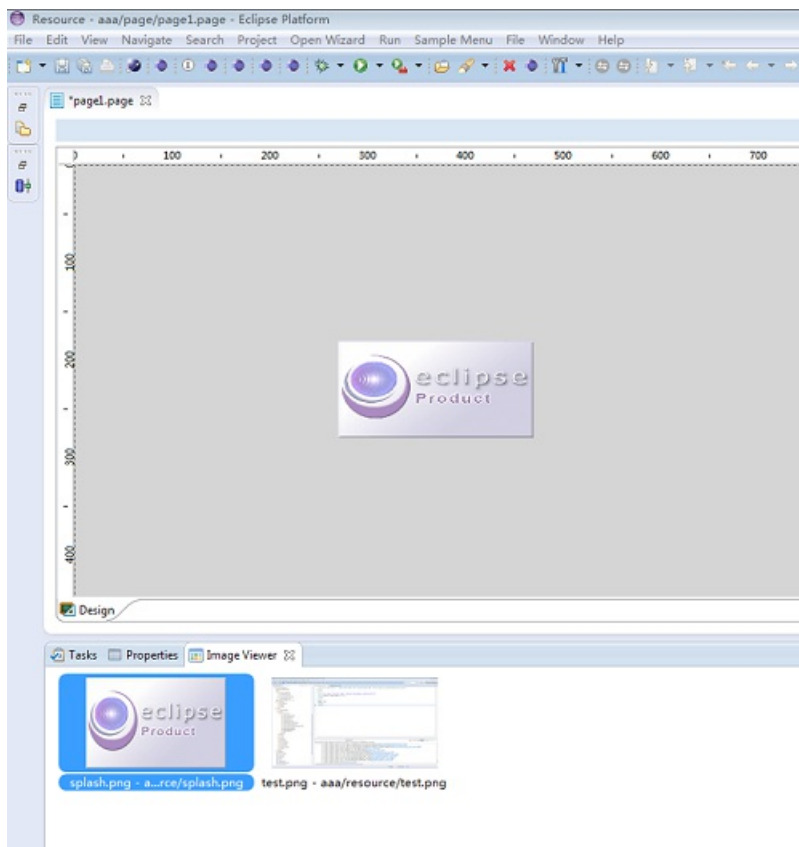 Resource - aaa/page/page1.page - Eclipse Platform
File Edit View Navigate Search Project Open Wizard Run Sample Menu File Window Help
*page1.page
0 100 200 300 400 500 600 700
100
200
300
400
eclipse
Product
Design
Tasks Properties Image Viewer
eclipse
Product
splash.png - a...rce/splash.png test.png - aaa/resource/test.png